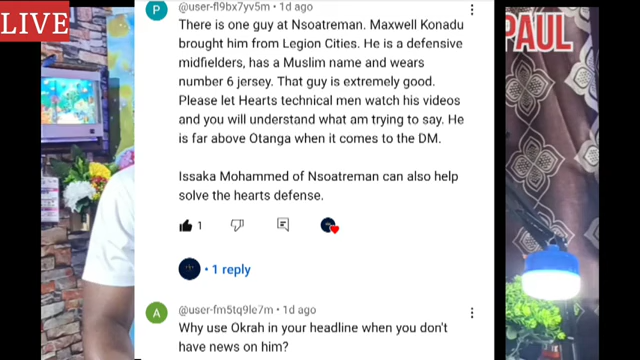 LIVE
PAUL
P
@user-fl9bx7yv5m • 1d ago
There is one guy at Nsoatreman. Maxwell Konadu
brought him from Legion Cities. He is a defensive
midfielders, has a Muslim name and wears
number 6 jersey. That guy is extremely good.
Please let Hearts technical men watch his videos
and you will understand what am trying to say. He
is far above Otanga when it comes to the DM.
Issaka Mohammed of Nsoatreman can also help
solve the hearts defense.
1
• 1 reply
A
@user-fm5tq9le7m • 1d ago
Why use Okrah in your headline when you don't
have news on him?